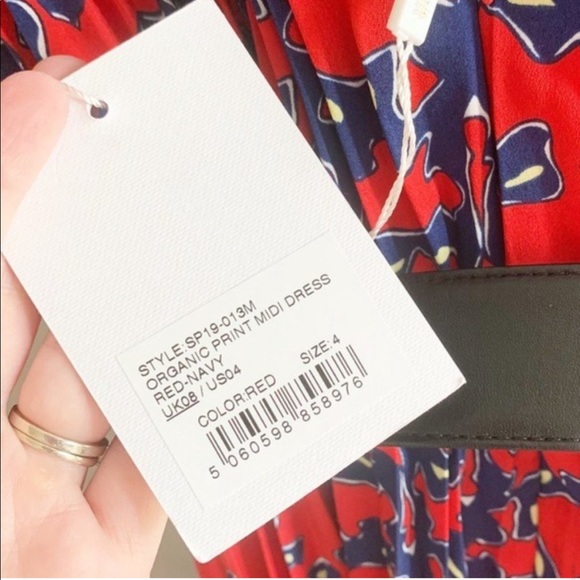 STYLE:SP19-013M
ORGANIC PRINT MIDI DRESS
RED-NAVY
UK08 / US04
COLOR:RED SIZE:4
5 060598 858976